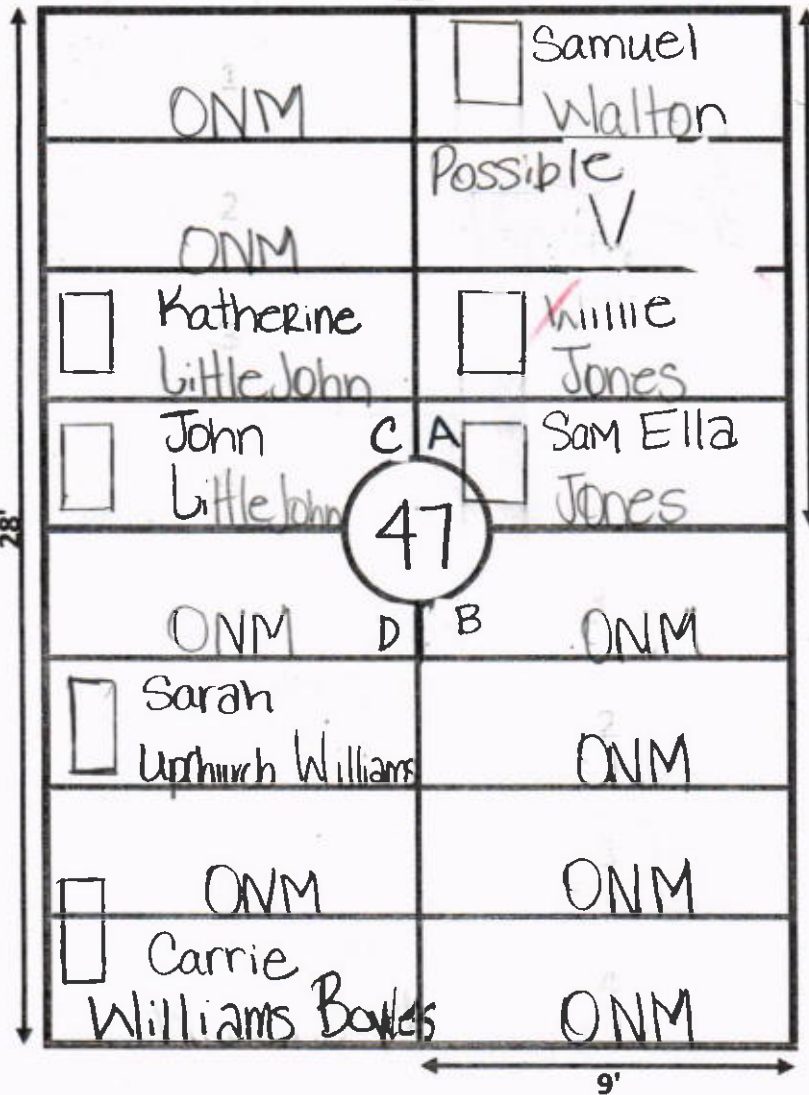 ONM
Samuel
Walton
ONM
Possible
V
Katherine
LittleJohn
Willie
Jones
John
LittleJohn
C
A
Sam Ella
Jones
47
28'
ONM
D
B
ONM
Sarah
Upchurch Williams
2
ONM
ONM
ONM
Carrie
Williams Bowles
ONM
9'